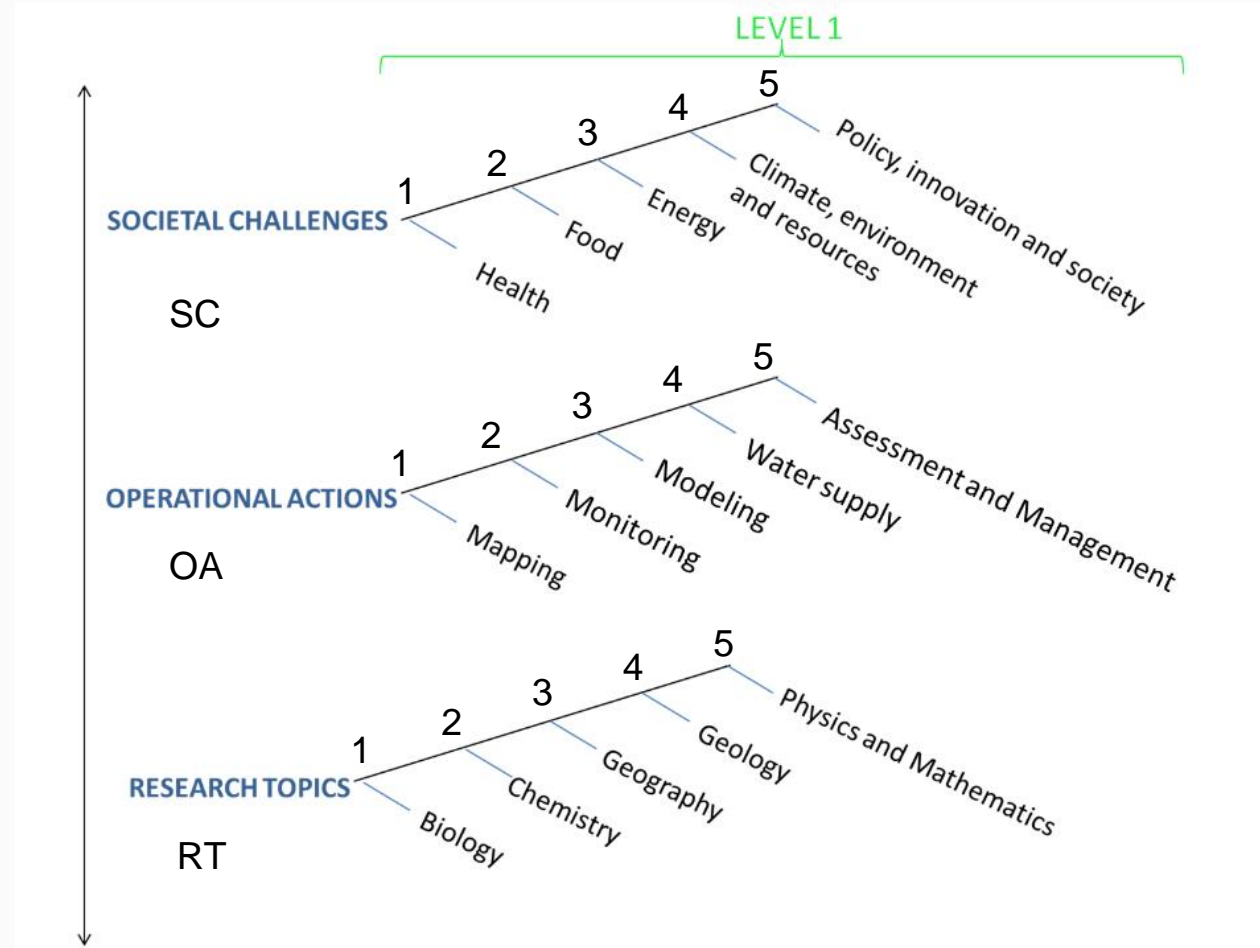 LEVEL 1
1
2
3
4
5
SOCIETAL CHALLENGES
SC
Health
Food
Energy
Climate, environment
and resources
Policy, innovation and society
1
2
3
4
5
OPERATIONAL ACTIONS
OA
Mapping
Monitoring
Modeling
Water supply
Assessment and Management
1
2
3
4
5
RESEARCH TOPICS
RT
Biology
Chemistry
Geography
Geology
Physics and Mathematics